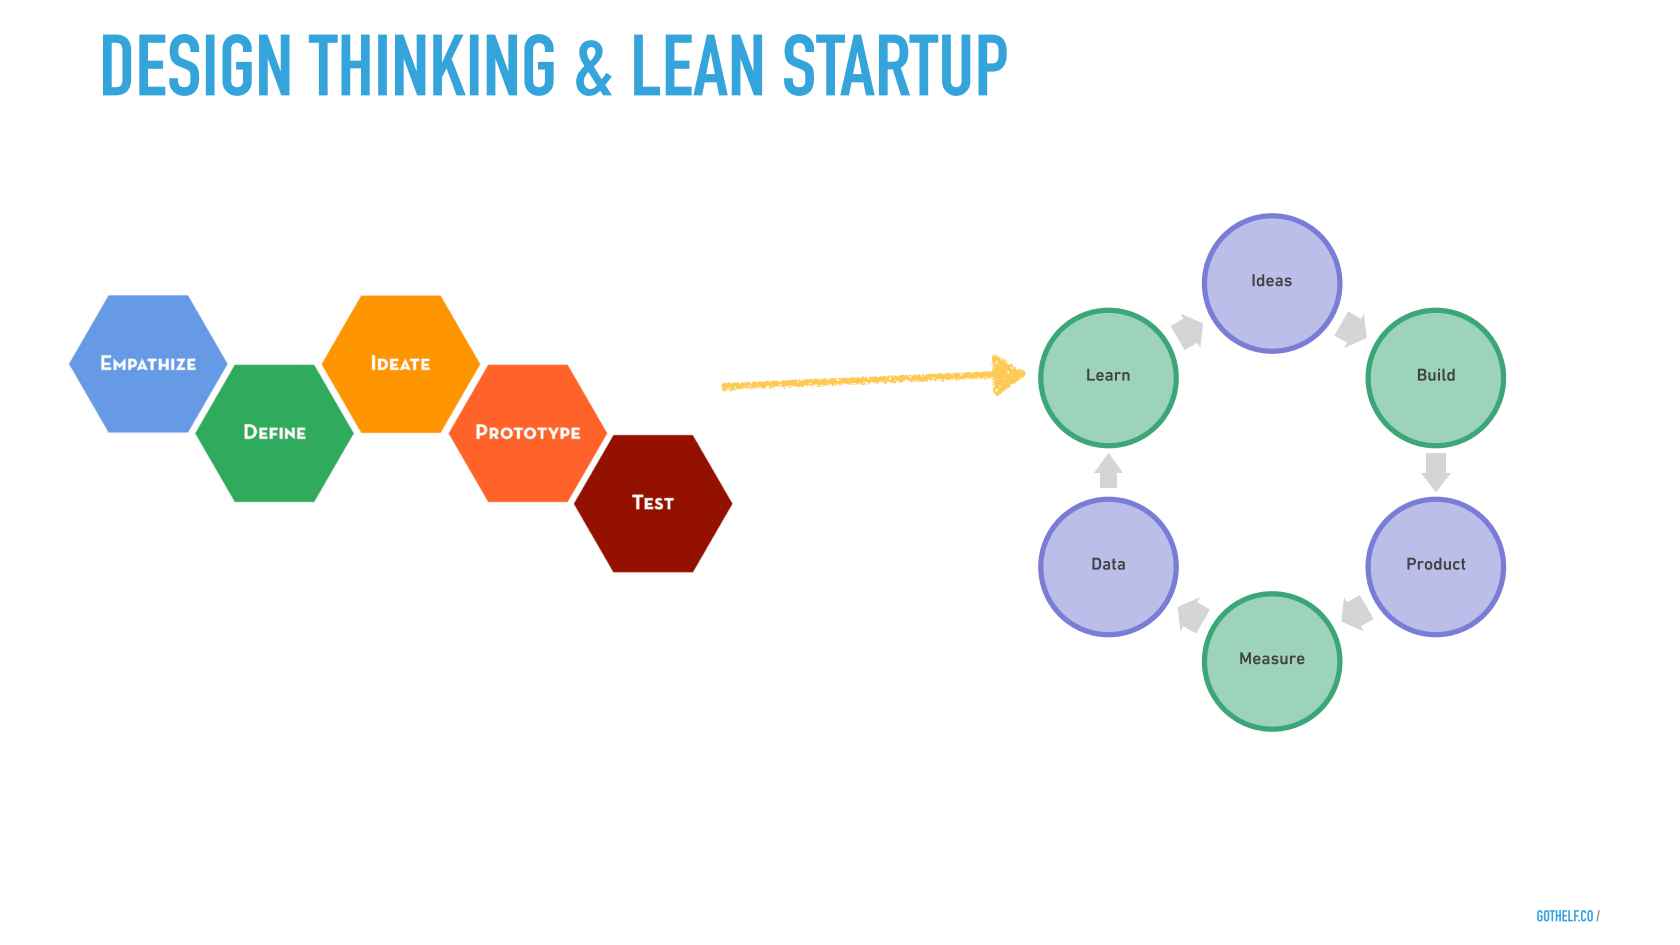 DESIGN THINKING & LEAN STARTUP
EMPATHIZE
DEFINE
IDEATE
PROTOTYPE
TEST
Ideas
Build
Product
Measure
Data
Learn
GOTHELF.CO /